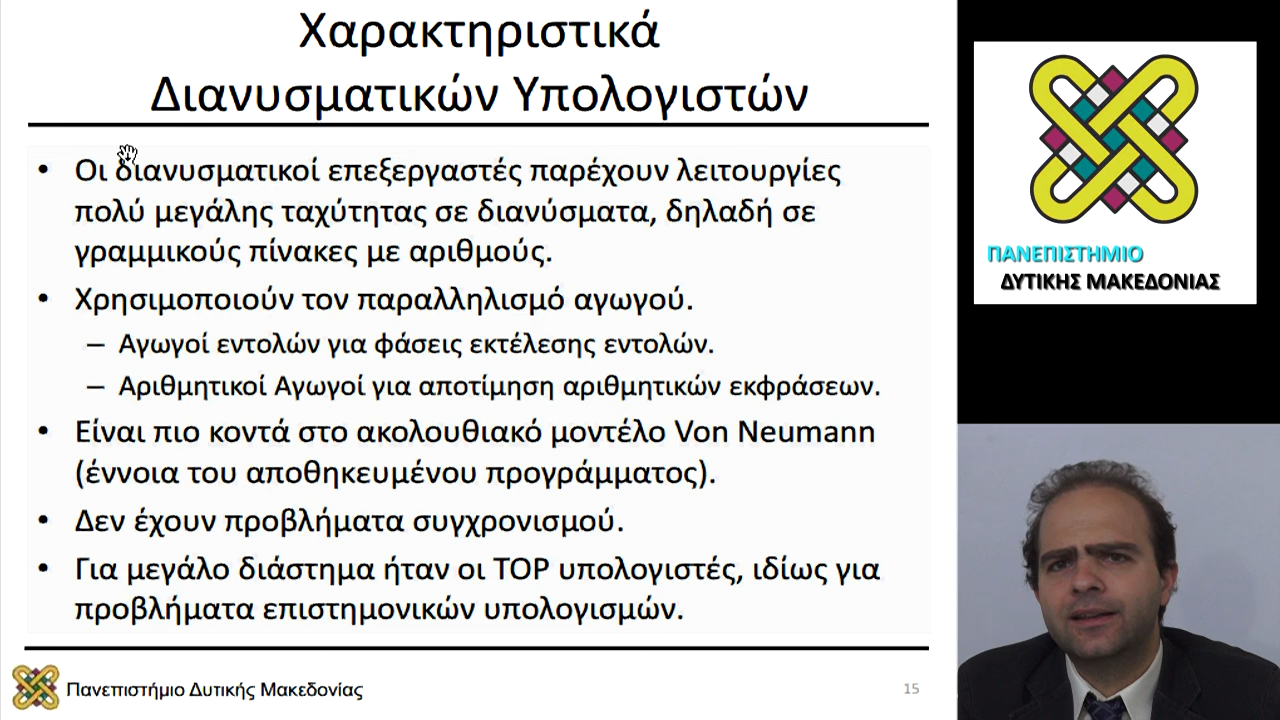 Χαρακτηριστικά
Διανυσματικών Υπολογιστών
• Οι διανυσματικοί επεξεργαστές παρέχουν λειτουργίες
πολύ μεγάλης ταχύτητας σε διανύσματα, δηλαδή σε
γραμμικούς πίνακες με αριθμούς.
• Χρησιμοποιούν τον παραλληλισμό αγωγού.
– Αγωγοί εντολών για φάσεις εκτέλεσης εντολών.
– Αριθμητικοί Αγωγοί για αποτίμηση αριθμητικών εκφράσεων.
• Είναι πιο κοντά στο ακολουθιακό μοντέλο Von Neumann
(έννοια του αποθηκευμένου προγράμματος).
• Δεν έχουν προβλήματα συγχρονισμού.
• Για μεγάλο διάστημα ήταν οι TOP υπολογιστές, ιδίως για
προβλήματα επιστημονικών υπολογισμών.
Πανεπιστήμιο Δυτικής Μακεδονίας
15
ΠΑΝΕΠΙΣΤΗΜΙΟ
ΔΥΤΙΚΗΣ ΜΑΚΕΔΟΝΙΑΣ